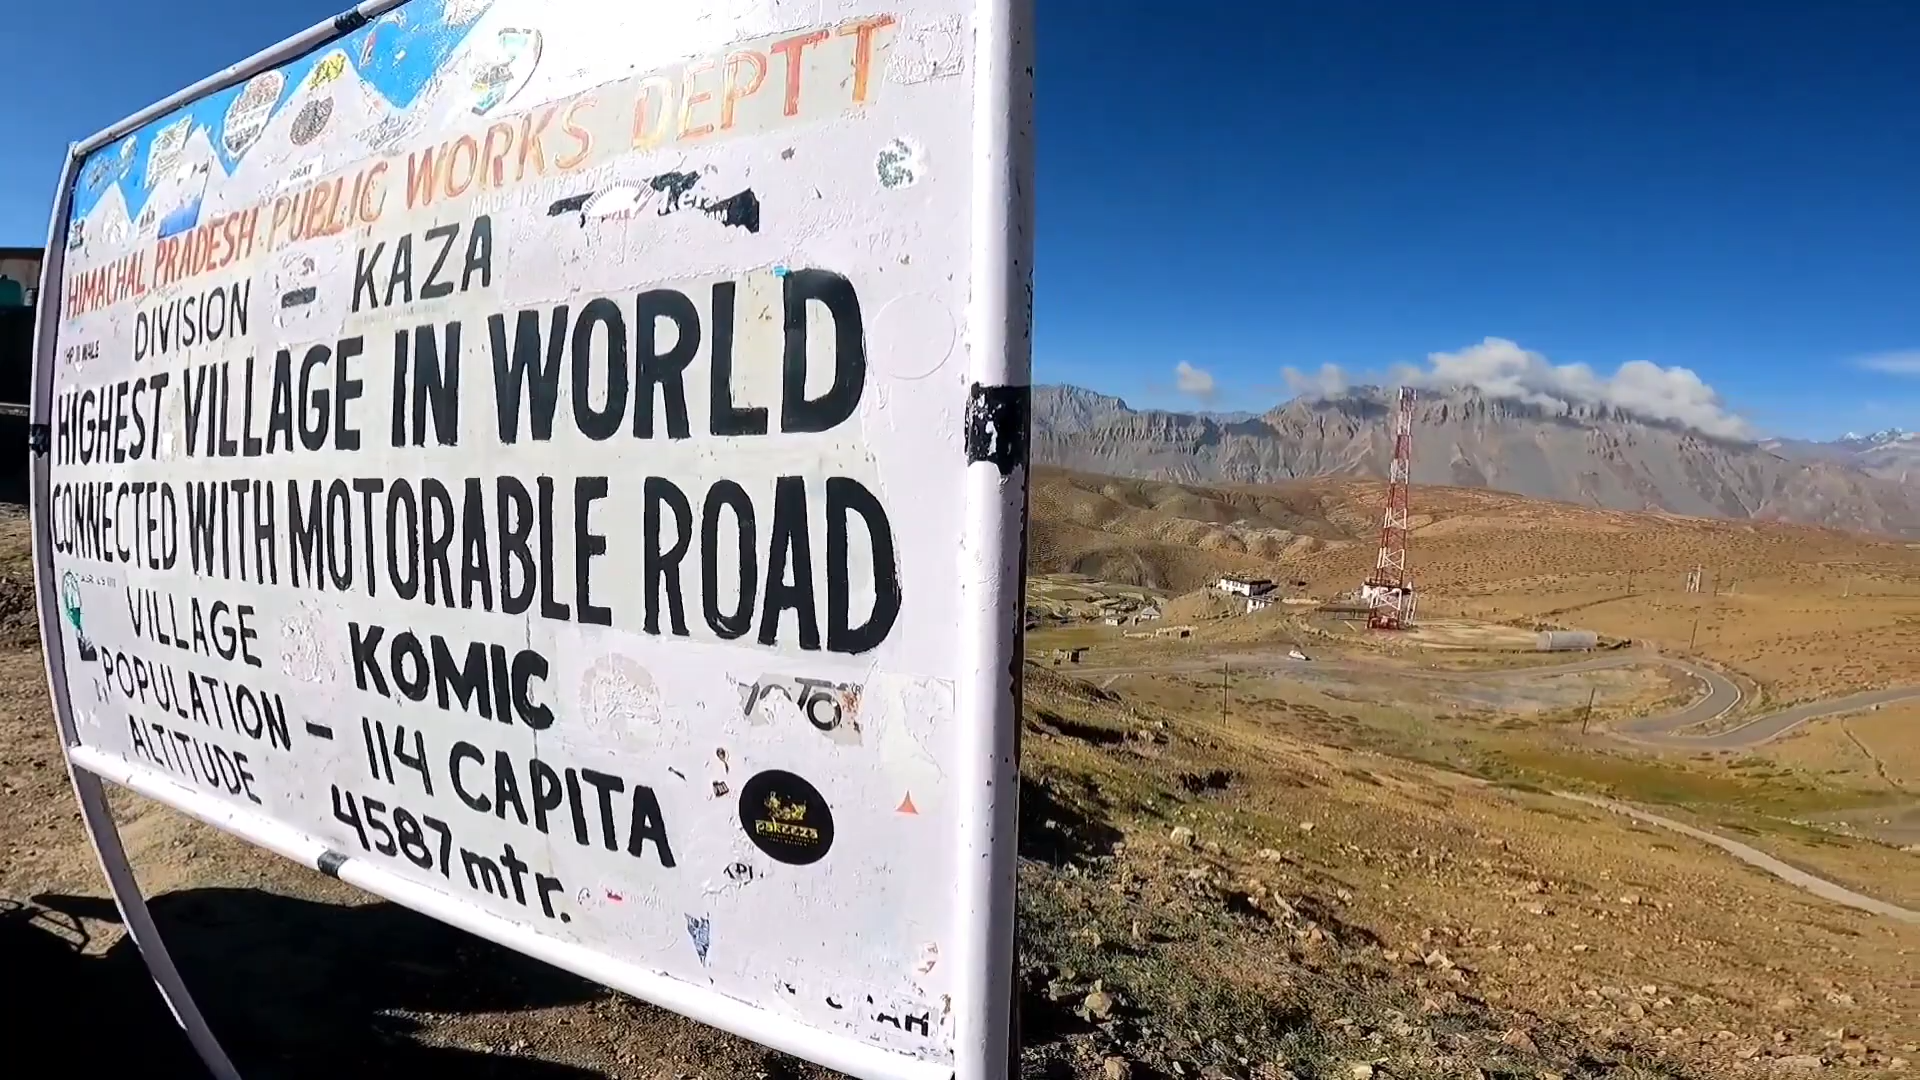 HIMACHAL PRADESH PUBLIC WORKS DEPTT
DIVISION = KAZA
HIGHEST VILLAGE IN WORLD
CONNECTED WITH MOTORABLE ROAD
VILLAGE KOMIC
POPULATION - 114 CAPITA
ALTITUDE 4587 mtr.
pakeeza